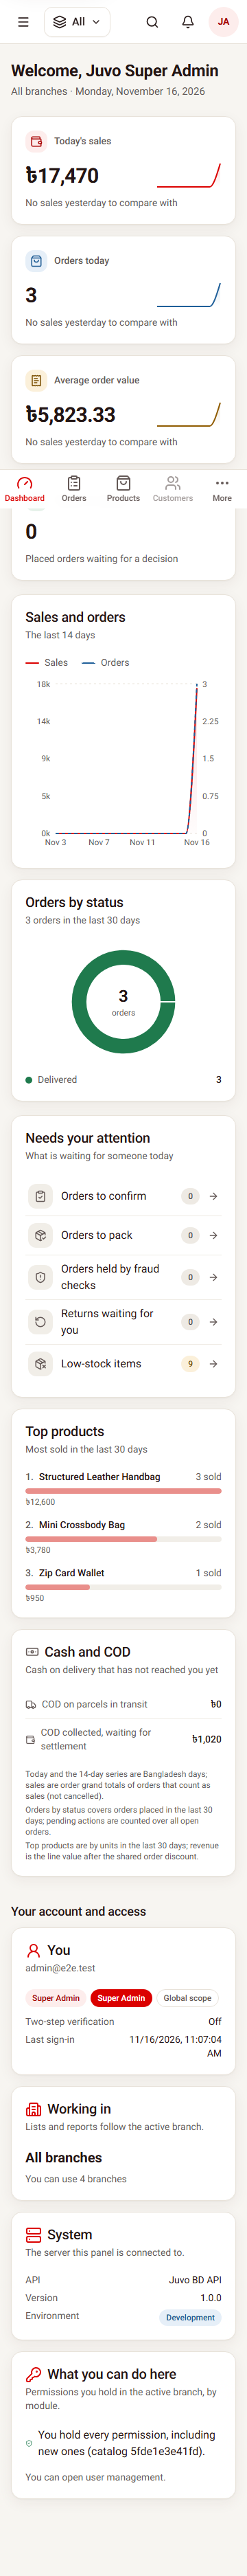 All
JA
Welcome, Juvo Super Admin
All branches · Monday, November 16, 2026
Today's sales
৳17,470
No sales yesterday to compare with
Orders today
3
No sales yesterday to compare with
Average order value
৳5,823.33
No sales yesterday to compare with
Dashboard Orders Products Customers More
0
Placed orders waiting for a decision
Sales and orders
The last 14 days
Sales Orders
18k 3
14k 2.25
9k 1.5
5k 0.75
0k 0
Nov 3 Nov 7 Nov 11 Nov 16
Orders by status
3 orders in the last 30 days
3
orders
Delivered 3
Needs your attention
What is waiting for someone today
Orders to confirm 0
Orders to pack 0
Orders held by fraud
checks 0
Returns waiting for
you 0
Low-stock items 9
Top products
Most sold in the last 30 days
1. Structured Leather Handbag 3 sold
৳12,600
2. Mini Crossbody Bag 2 sold
৳3,780
3. Zip Card Wallet 1 sold
৳950
Cash and COD
Cash on delivery that has not reached you yet
COD on parcels in transit ৳0
COD collected, waiting for
settlement ৳1,020
Today and the 14-day series are Bangladesh days;
sales are order grand totals of orders that count as
sales (not cancelled).
Orders by status covers orders placed in the last 30
days; pending actions are counted over all open
orders.
Top products are by units in the last 30 days; revenue
is the line value after the shared order discount.
Your account and access
You
admin@e2e.test
Super Admin Super Admin Global scope
Two-step verification Off
Last sign-in 11/16/2026, 11:07:04
AM
Working in
Lists and reports follow the active branch.
All branches
You can use 4 branches
System
The server this panel is connected to.
API Juvo BD API
Version 1.0.0
Environment Development
What you can do here
Permissions you hold in the active branch, by
module.
You hold every permission, including
new ones (catalog 5fde1e3e41fd).
You can open user management.